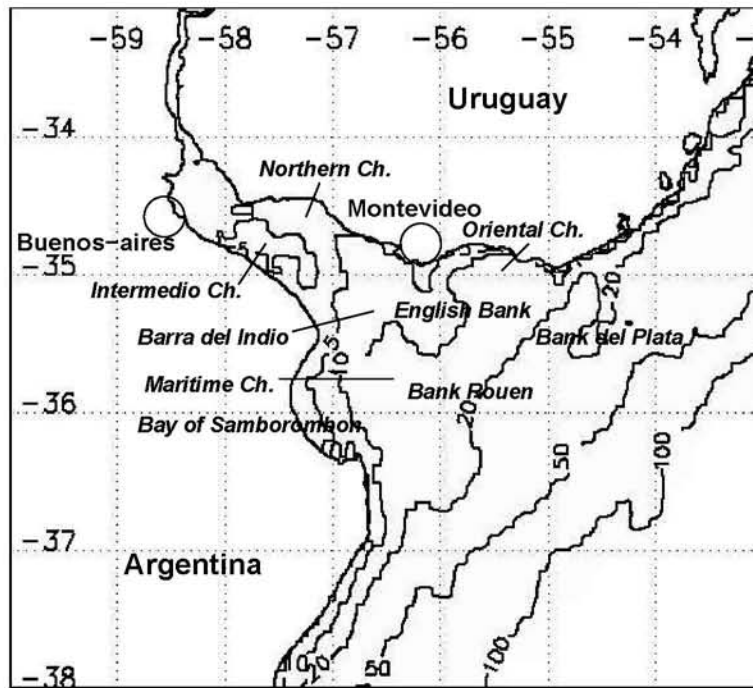 -59 -58 -57 -56 -55 -54
Uruguay
-34
Northern Ch.
Montevideo
Oriental Ch.
Buenos-aires
-5
-35
Intermedio Ch.
-20
English Bank
Barra del Indio
Bank del Plata
5
10
Maritime Ch.
Bank Rouen
-36
Bay of Samborombon
20
50
100
-37
Argentina
10
20
50
100
-38